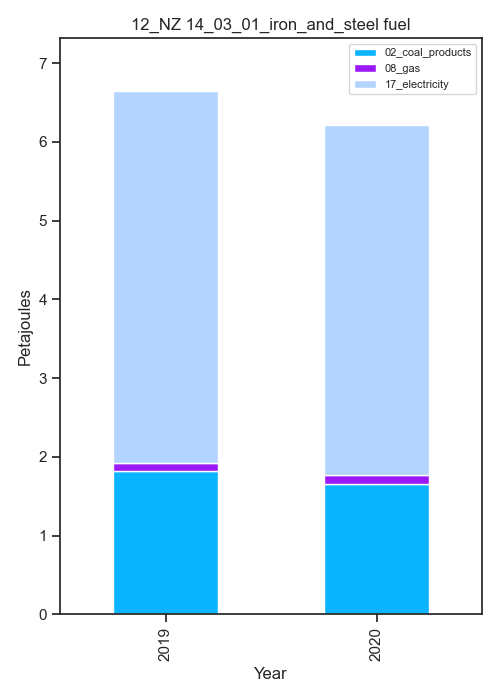 12_NZ 14_03_01_iron_and_steel fuel
02_coal_products
08_gas
17_electricity
7
6
5
4
3
2
1
0
Petajoules
2019
2020
Year